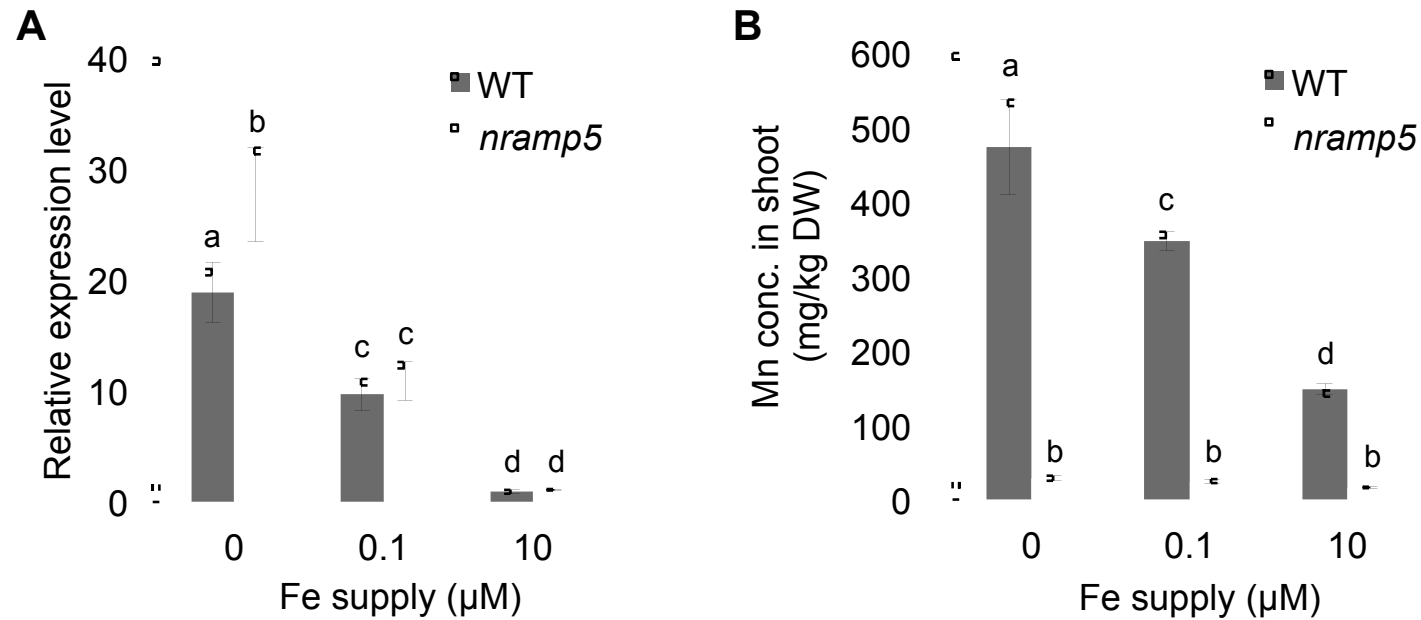 A
Relative expression level
40
30
20
10
0
WT
nramp5
a
b
c
c
d
d
0
0.1
10
Fe supply (µM)
B
Mn conc. in shoot
(mg/kg DW)
600
500
400
300
200
100
0
WT
nramp5
a
b
c
b
d
b
0
0.1
10
Fe supply (µM)